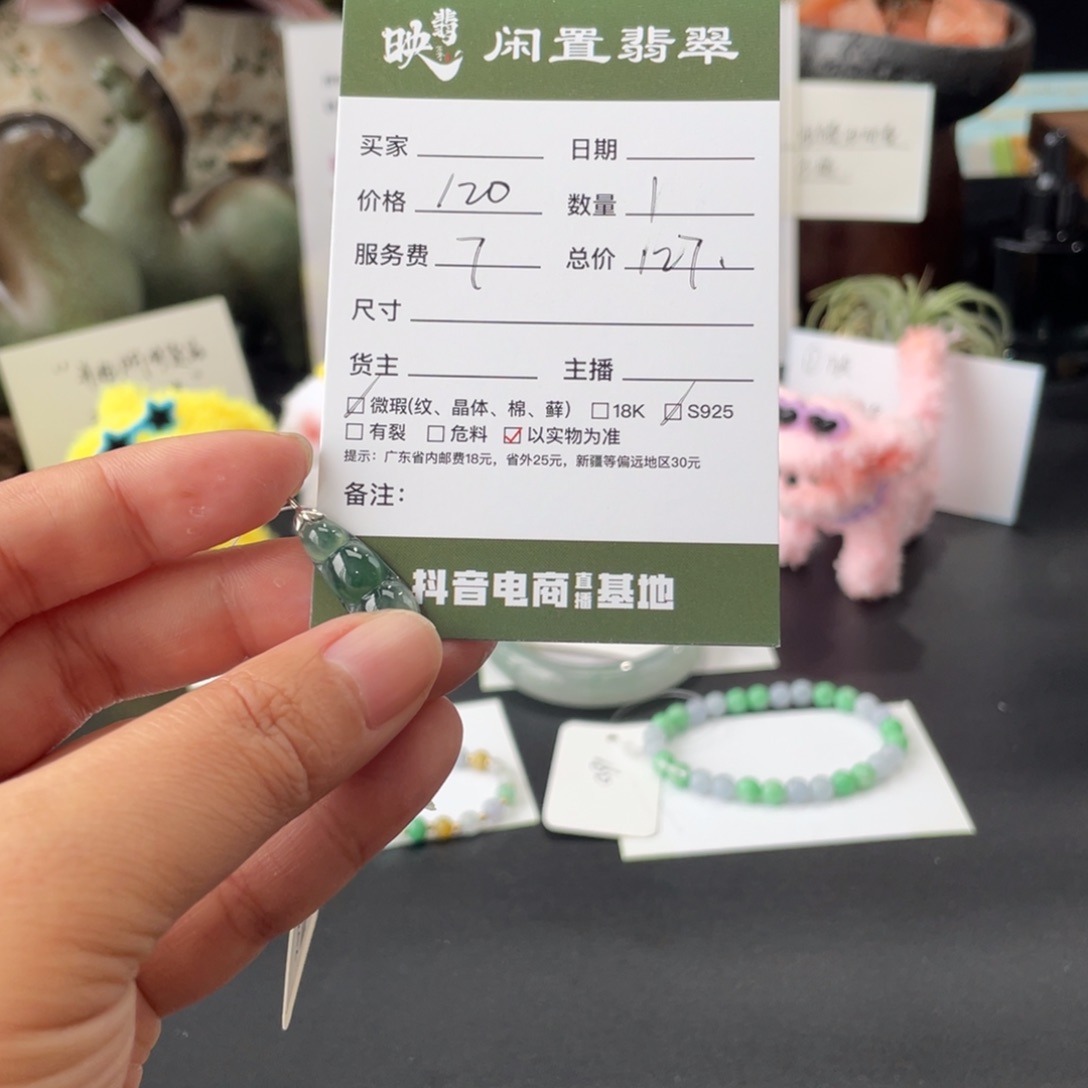 映翡 闲置翡翠
买家 日期
价格 120 数量 1
服务费 7 总价 127.
尺寸
货主 主播
☑微瑕(纹、晶体、棉、藓) ☐18K ☑S925
☐有裂 ☐危料 ☑以实物为准
提示：广东省内邮费18元，省外25元，新疆等偏远地区30元
备注：
抖音电商直播基地